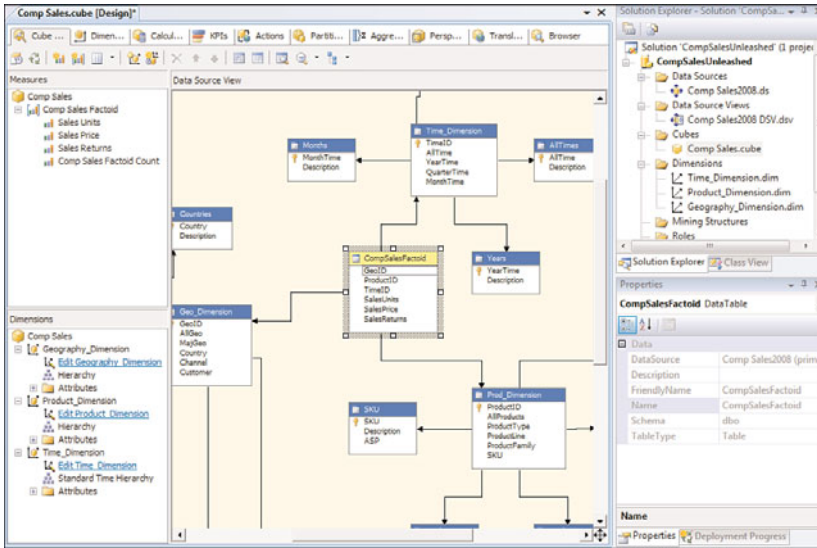 Comp Sales.cube [Design]*
Cube ... Dimen... Calcul... KPIs Actions Partiti... Aggre... Persp... Transl... Browser
Measures
Comp Sales
Comp Sales Factoid
Sales Units
Sales Price
Sales Returns
Comp Sales Factoid Count
Dimensions
Comp Sales
Geography_Dimension
Edit Geography_Dimension
Hierarchy
Attributes
Product_Dimension
Edit Product_Dimension
Hierarchy
Attributes
Time_Dimension
Edit Time_Dimension
Standard Time Hierarchy
Attributes
Data Source View
Time_Dimension
TimeID
AllTime
YearTime
QuarterTime
MonthTime
Months
MonthTime
Description
AllTimes
AllTime
Description
Countries
Country
Description
CompSalesFactoid
GeoID
ProductID
TimeID
SalesUnits
SalesPrice
SalesReturns
Years
YearTime
Description
Geo_Dimension
GeoID
AllGeo
MajGeo
Country
Channel
Customer
SKU
SKU
Description
ASP
Prod_Dimension
ProductID
AllProducts
ProductType
ProductLine
ProductFamily
SKU
Solution Explorer - Solution 'CompSa...
Solution 'CompSalesUnleashed' (1 projec
CompSalesUnleashed
Data Sources
Comp Sales2008.ds
Data Source Views
Comp Sales2008 DSV.dsv
Cubes
Comp Sales.cube
Dimensions
Time_Dimension.dim
Product_Dimension.dim
Geography_Dimension.dim
Mining Structures
Roles
Solution Explorer Class View
Properties
CompSalesFactoid DataTable
Data
DataSource Comp Sales2008 (prim
Description
FriendlyName CompSalesFactoid
Name CompSalesFactoid
Schema dbo
TableType Table
Name
Properties Deployment Progress